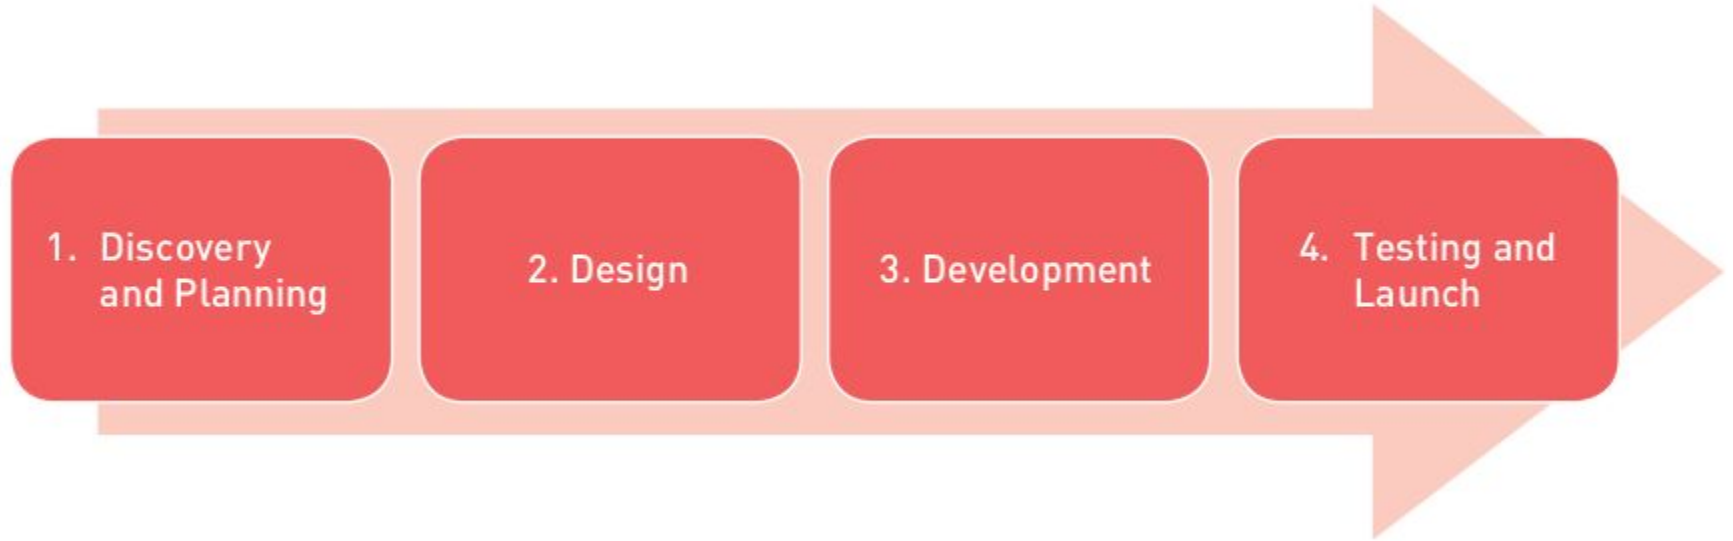 1. Discovery
and Planning
2. Design
3. Development
4. Testing and
Launch